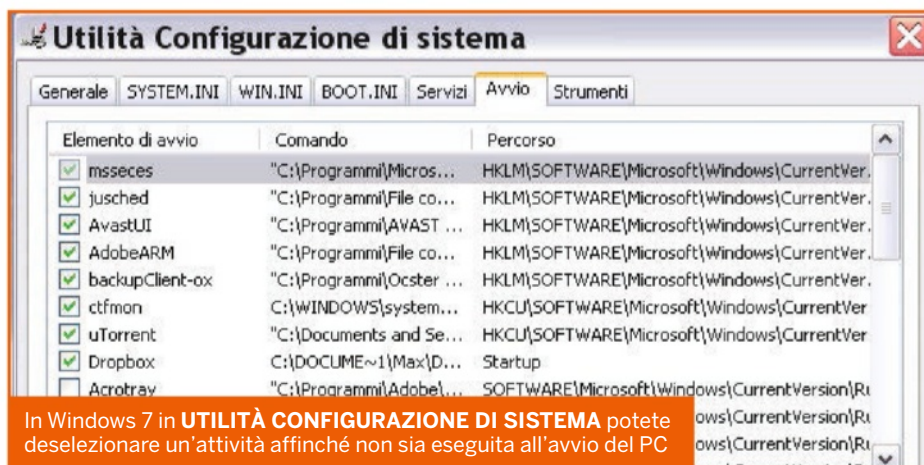 Utilità Configurazione di sistema
Generale SYSTEM.INI WIN.INI BOOT.INI Servizi Avvio Strumenti
Elemento di avvio Comando Percorso
msseces "C:\Programmi\Micros... HKLM\SOFTWARE\Microsoft\Windows\CurrentVer.
jusched "C:\Programmi\File co... HKLM\SOFTWARE\Microsoft\Windows\CurrentVer.
AvastUI "C:\Programmi\AVAST ... HKLM\SOFTWARE\Microsoft\Windows\CurrentVer.
AdobeARM "C:\Programmi\File co... HKLM\SOFTWARE\Microsoft\Windows\CurrentVer.
backupClient-ox "C:\Programmi\Ocster ... HKLM\SOFTWARE\Microsoft\Windows\CurrentVer.
ctfmon C:\WINDOWS\system... HKCU\SOFTWARE\Microsoft\Windows\CurrentVer
uTorrent "C:\Documents and Se... HKCU\SOFTWARE\Microsoft\Windows\CurrentVer
Dropbox C:\DOCUME~1\Max\D... Startup
Acrotray "C:\Programmi\Adobe\... SOFTWARE\Microsoft\Windows\CurrentVersion\Ru
ows\CurrentVersion\Ru
In Windows 7 in UTILITÀ CONFIGURAZIONE DI SISTEMA potete
deselezionare un'attività affinché non sia eseguita all'avvio del PC